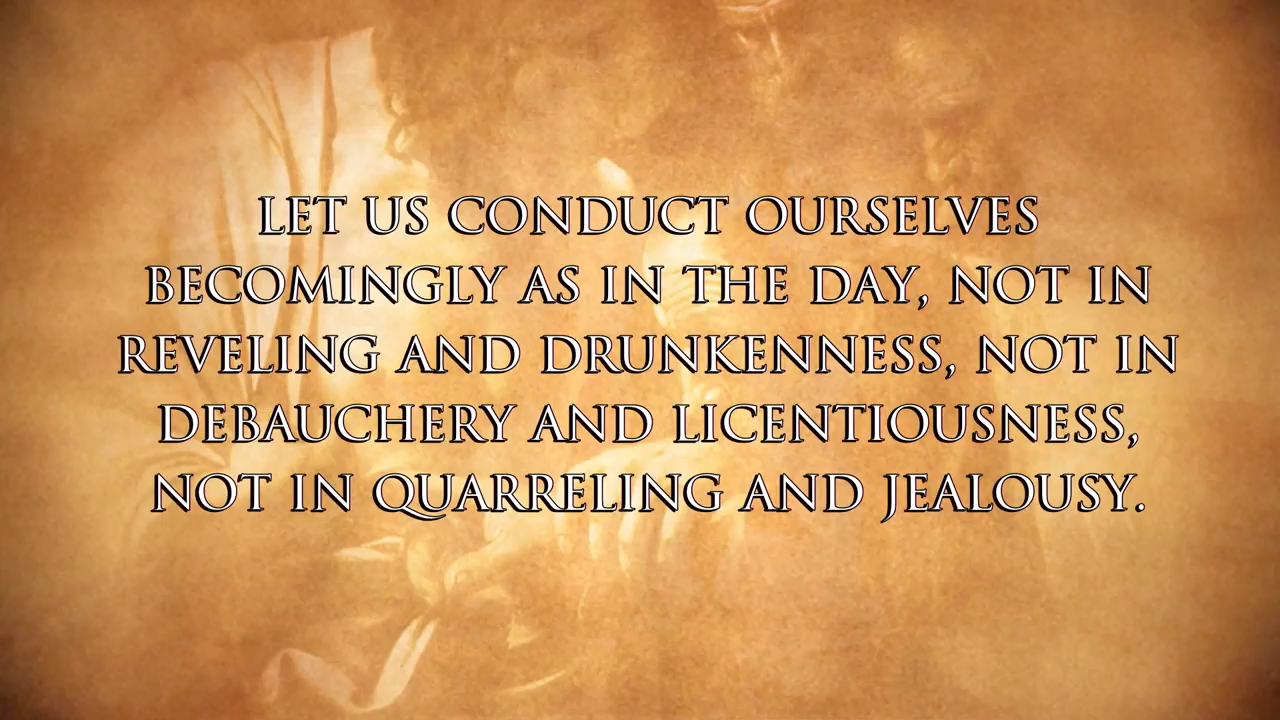 LET US CONDUCT OURSELVES
BECOMINGLY AS IN THE DAY, NOT IN
REVELING AND DRUNKENNESS, NOT IN
DEBAUCHERY AND LICENTIOUSNESS,
NOT IN QUARRELING AND JEALOUSY.